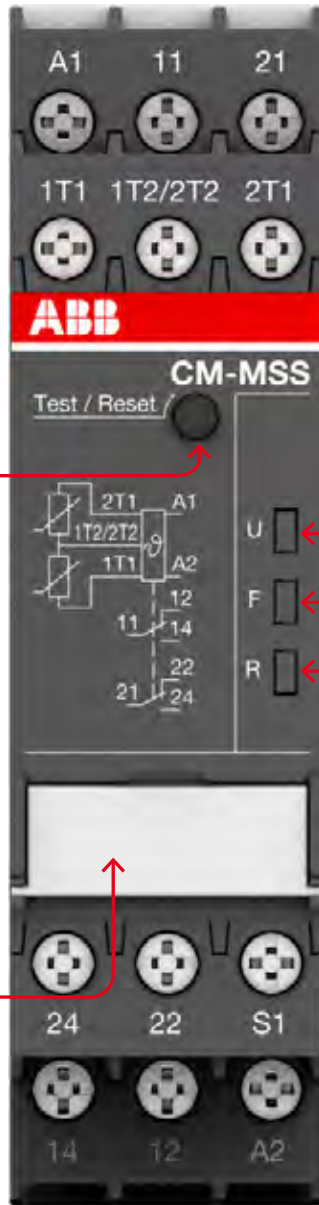 A1 11 21
1T1 1T2/2T2 2T1
ABB
CM-MSS
Test / Reset
2T1 A1
1T2/2T2 ϑ
1T1 A2
12
11 14
22
21 24
U
F
R
24 22 S1
14 12 A2